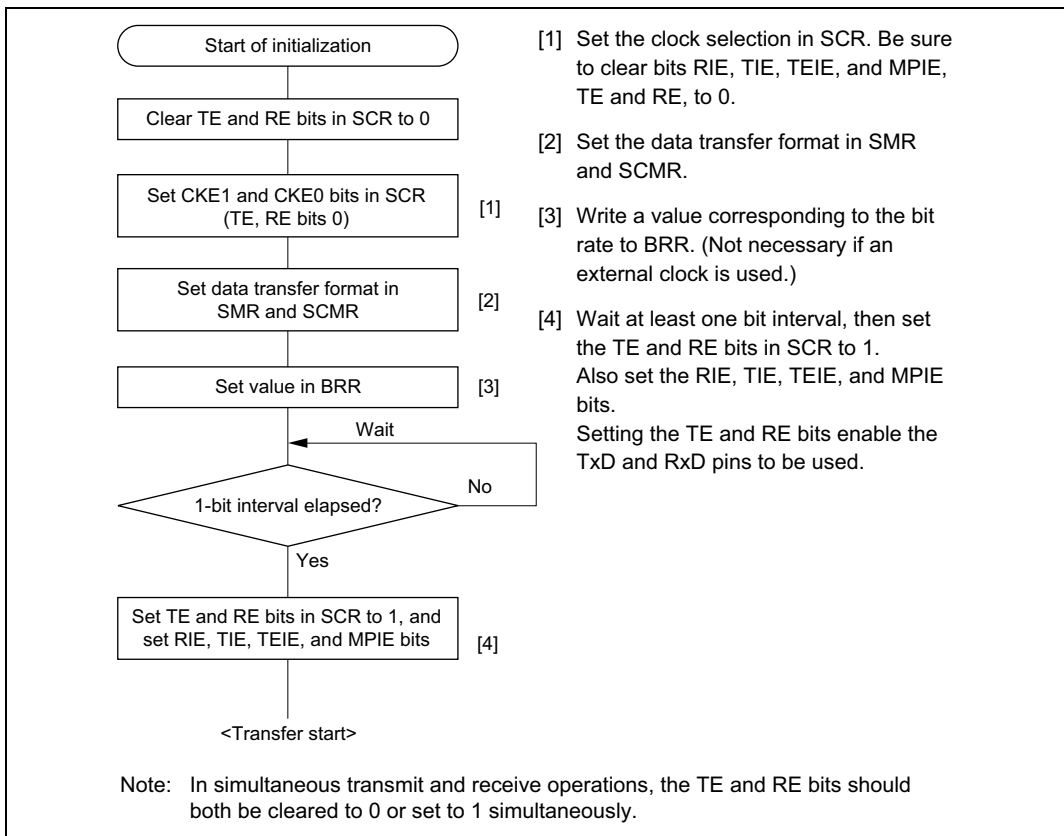 Start of initialization
Clear TE and RE bits in SCR to 0
Set CKE1 and CKE0 bits in SCR
(TE, RE bits 0)
[1]
Set data transfer format in
SMR and SCMR
[2]
Set value in BRR
[3]
Wait
1-bit interval elapsed?
No
Yes
Set TE and RE bits in SCR to 1, and
set RIE, TIE, TEIE, and MPIE bits
[4]
<Transfer start>
[1] Set the clock selection in SCR. Be sure
to clear bits RIE, TIE, TEIE, and MPIE,
TE and RE, to 0.
[2] Set the data transfer format in SMR
and SCMR.
[3] Write a value corresponding to the bit
rate to BRR. (Not necessary if an
external clock is used.)
[4] Wait at least one bit interval, then set
the TE and RE bits in SCR to 1.
Also set the RIE, TIE, TEIE, and MPIE
bits.
Setting the TE and RE bits enable the
TxD and RxD pins to be used.
Note: In simultaneous transmit and receive operations, the TE and RE bits should
both be cleared to 0 or set to 1 simultaneously.